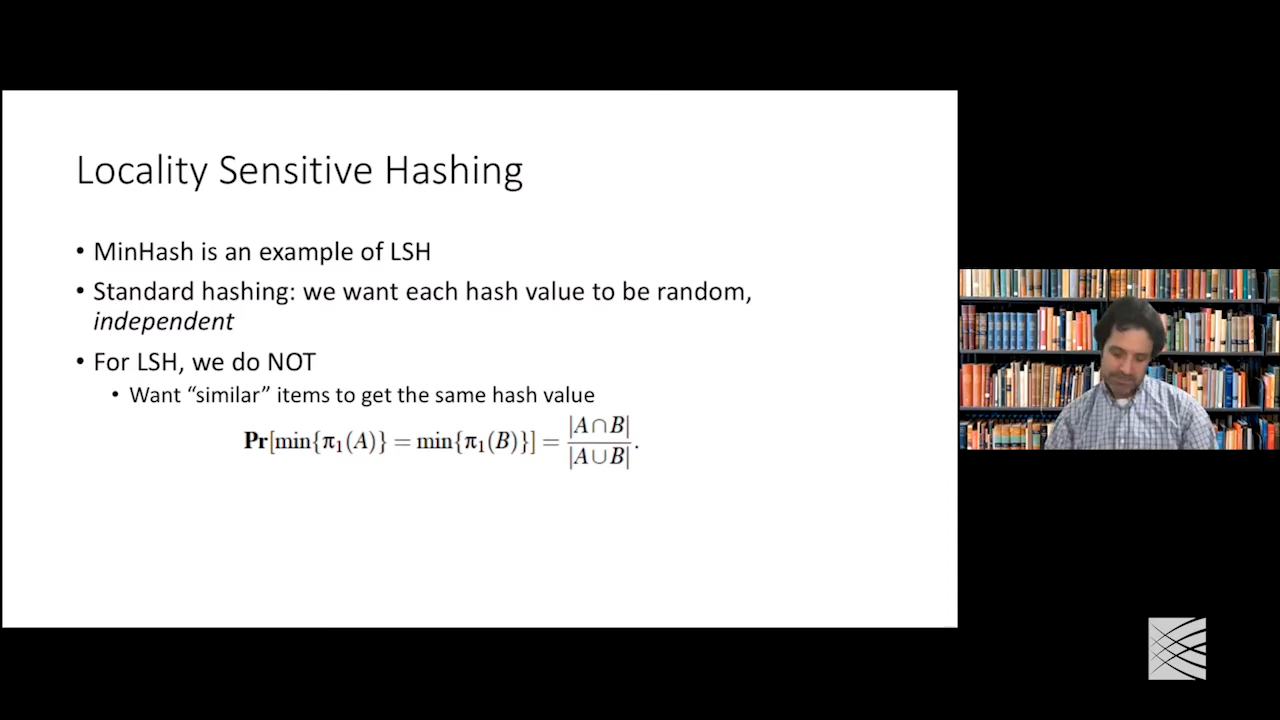 Locality Sensitive Hashing
• MinHash is an example of LSH
• Standard hashing: we want each hash value to be random,
independent
• For LSH, we do NOT
• Want “similar” items to get the same hash value
Pr[min{π₁(A)} = min{π₁(B)}] = |A∩B| / |A∪B|.